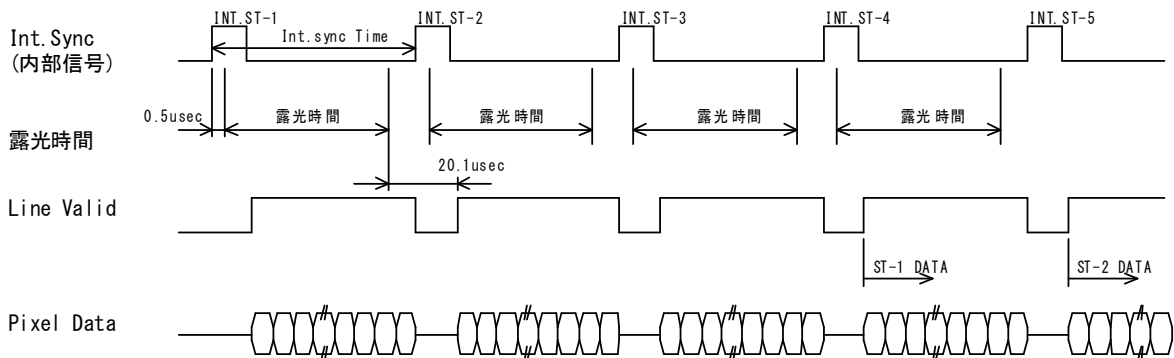 INT.ST-1 INT.ST-2 INT.ST-3 INT.ST-4 INT.ST-5
Int.Sync
(内部信号)
Int.sync Time
0.5usec 露光時間 露光時間 露光時間 露光時間
露光時間
20.1usec
Line Valid
ST-1 DATA ST-2 DATA
Pixel Data